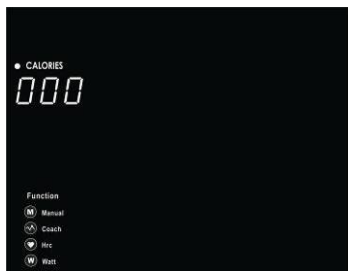 CALORIES
000
Function
M Manual
Coach
Hrc
W Watt